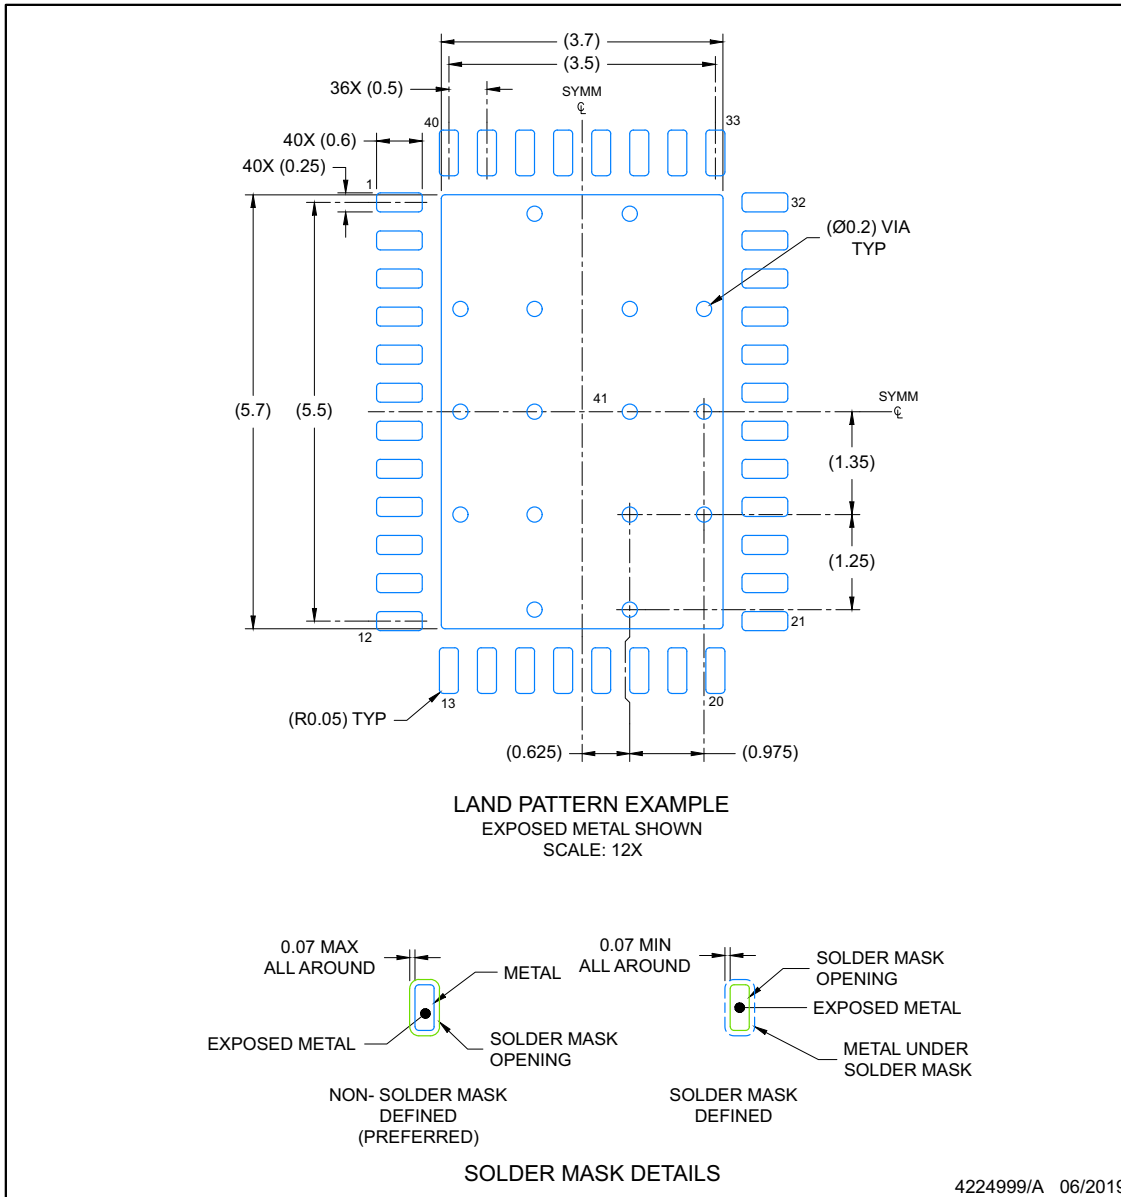 (3.7)
(3.5)
36X (0.5)
SYMM
℄
40
33
40X (0.6)
40X (0.25)
1
32
(Ø0.2) VIA
TYP
(5.7)
(5.5)
41
SYMM
℄
(1.35)
(1.25)
12
21
13
20
(R0.05) TYP
(0.625)
(0.975)
LAND PATTERN EXAMPLE
EXPOSED METAL SHOWN
SCALE: 12X
0.07 MAX
ALL AROUND
METAL
EXPOSED METAL
SOLDER MASK
OPENING
NON- SOLDER MASK
DEFINED
(PREFERRED)
0.07 MIN
ALL AROUND
SOLDER MASK
OPENING
EXPOSED METAL
METAL UNDER
SOLDER MASK
SOLDER MASK
DEFINED
SOLDER MASK DETAILS
4224999/A 06/2019